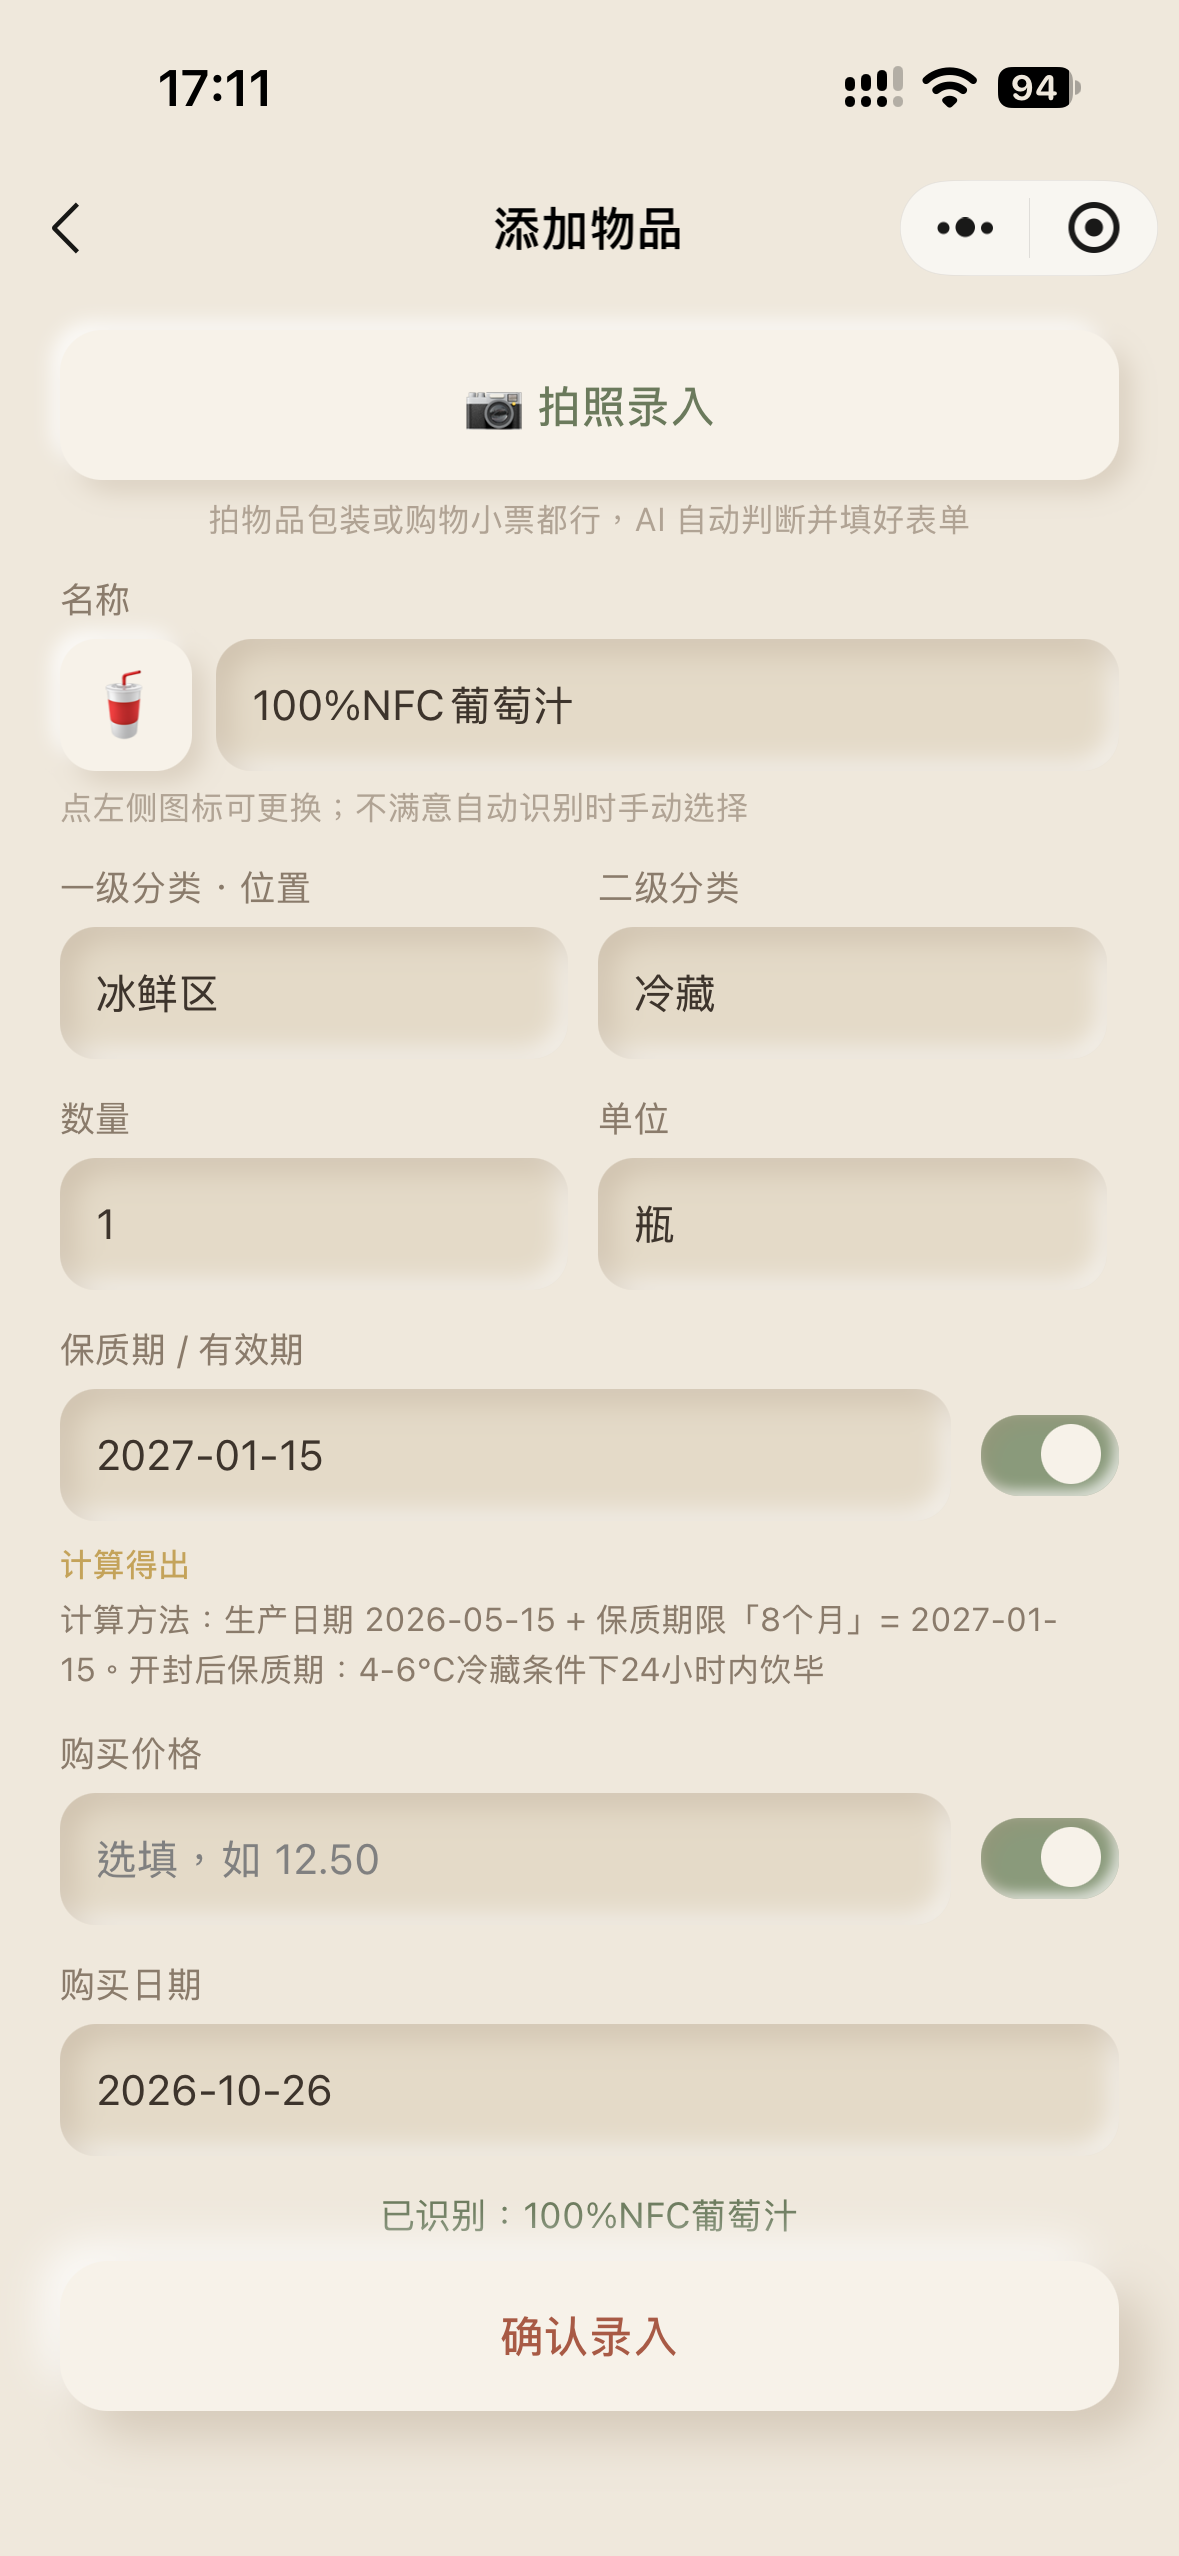 17:11
94
添加物品
拍照录入
拍物品包装或购物小票都行，AI 自动判断并填好表单
名称
100%NFC葡萄汁
点左侧图标可更换；不满意自动识别时手动选择
一级分类 · 位置
二级分类
冰鲜区
冷藏
数量
单位
1
瓶
保质期 / 有效期
2027-01-15
计算得出
计算方法：生产日期 2026-05-15 + 保质期限「8个月」= 2027-01-
15。开封后保质期：4-6°C冷藏条件下24小时内饮毕
购买价格
选填，如 12.50
购买日期
2026-10-26
已识别：100%NFC葡萄汁
确认录入